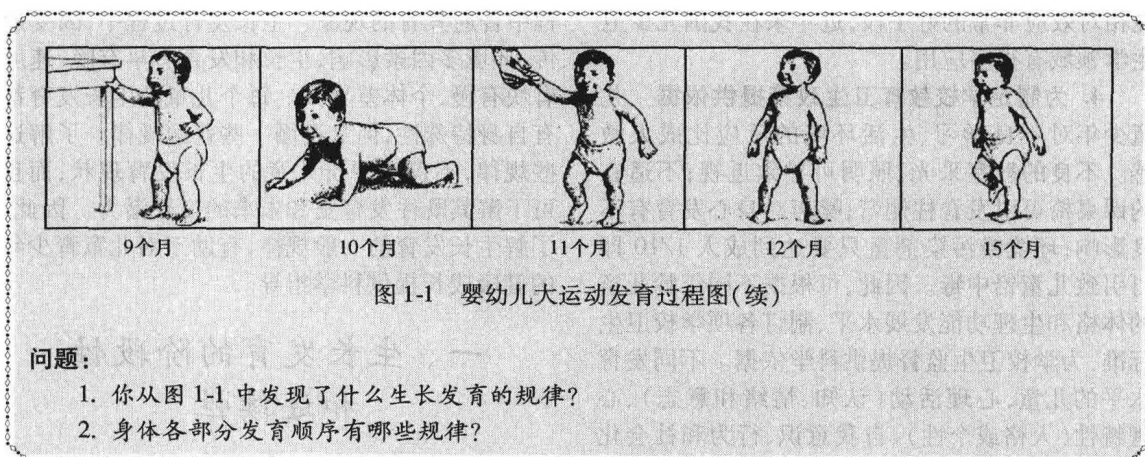 9个月 10个月 11个月 12个月 15个月
图 1-1 婴幼儿大运动发育过程图(续)
问题:
1. 你从图 1-1 中发现了什么生长发育的规律?
2. 身体各部分发育顺序有哪些规律?